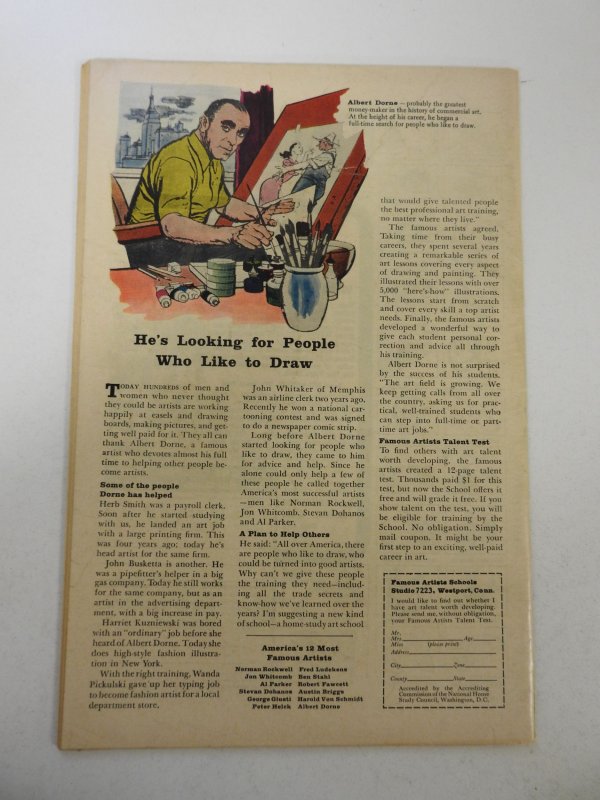 Albert Dorne — probably the greatest
money-maker in the history of commercial art.
At the height of his career, he began a
full-time search for people who like to draw.
He's Looking for People
Who Like to Draw
TODAY HUNDREDS of men and
women who never thought
they could be artists are working
happily at easels and drawing
boards, making pictures, and get-
ting well paid for it. They all can
thank Albert Dorne, a famous
artist who devotes almost his full
time to helping other people be-
come artists.
Some of the people
Dorne has helped
Herb Smith was a payroll clerk.
Soon after he started studying
with us, he landed an art job
with a large printing firm. This
was four years ago; today he's
head artist for the same firm.
John Busketta is another. He
was a pipefitter's helper in a big
gas company. Today he still works
for the same company, but as an
artist in the advertising depart-
ment, with a big increase in pay.
Harriet Kuzniewski was bored
with an "ordinary" job before she
heard of Albert Dorne. Today she
does high-style fashion illustra-
tion in New York.
With the right training, Wanda
Pickulski gave up her typing job
to become fashion artist for a local
department store.
John Whitaker of Memphis
was an airline clerk two years ago.
Recently he won a national car-
tooning contest and was signed
to do a newspaper comic strip.
Long before Albert Dorne
started looking for people who
like to draw, they came to him
for advice and help. Since he
alone could only help a few of
these people he called together
America's most successful artists
—men like Norman Rockwell,
Jon Whitcomb, Stevan Dohanos
and Al Parker.
A Plan to Help Others
He said: "All over America, there
are people who like to draw, who
could be turned into good artists.
Why can't we give these people
the training they need—includ-
ing all the trade secrets and
know-how we've learned over the
years? I'm suggesting a new kind
of school—a home-study art school
America's 12 Most
Famous Artists
Norman Rockwell Fred Ludekens
Jon Whitcomb Ben Stahl
Al Parker Robert Fawcett
Stevan Dohanos Austin Briggs
George Giusti Harold Von Schmidt
Peter Helck Albert Dorne
that would give talented people
the best professional art training,
no matter where they live."
The famous artists agreed.
Taking time from their busy
careers, they spent several years
creating a remarkable series of
art lessons covering every aspect
of drawing and painting. They
illustrated their lessons with over
5,000 "here's-how" illustrations.
The lessons start from scratch
and cover every skill a top artist
needs. Finally, the famous artists
developed a wonderful way to
give each student personal cor-
rection and advice all through
his training.
Albert Dorne is not surprised
by the success of his students.
"The art field is growing. We
keep getting calls from all over
the country, asking us for prac-
tical, well-trained students who
can step into full-time or part-
time art jobs."
Famous Artists Talent Test
To find others with art talent
worth developing, the famous
artists created a 12-page talent
test. Thousands paid $1 for this
test, but now the School offers it
free and will grade it free. If you
show talent on the test, you will
be eligible for training by the
School. No obligation. Simply
mail coupon. It might be your
first step to an exciting, well-paid
career in art.
Famous Artists Schools
Studio 7223, Westport, Conn.
I would like to find out whether I
have art talent worth developing.
Please send me, without obligation,
your Famous Artists Talent Test.
Mr.
Mrs. Age
Miss (please print)
Address
City Zone
County State
Accredited by the Accrediting
Commission of the National Home
Study Council, Washington, D.C.